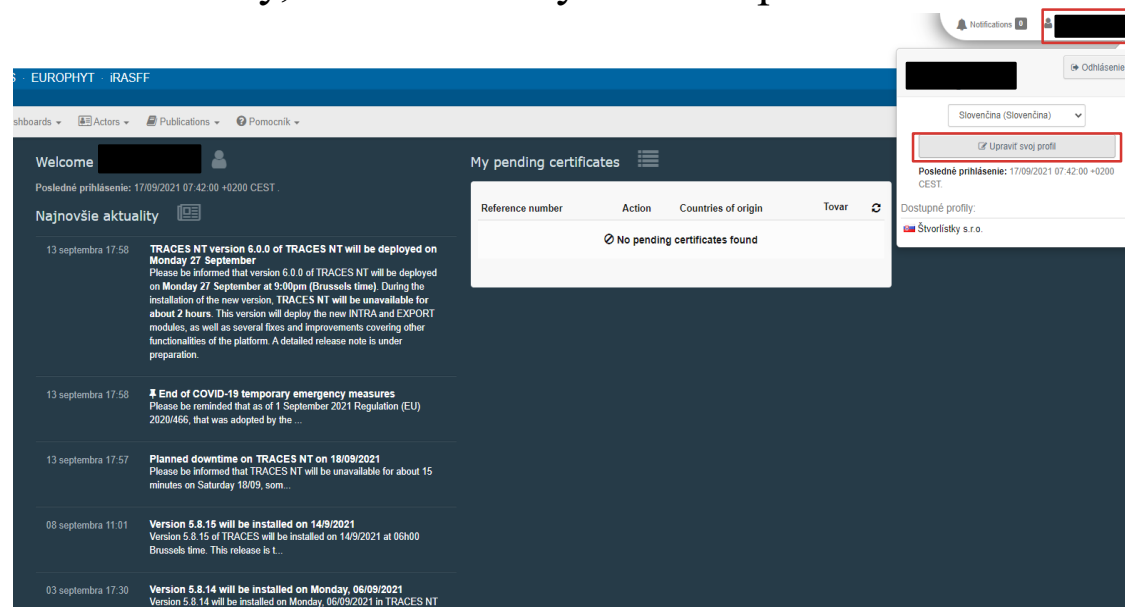 Notifications 0
EUROPHYT · iRASFF
Odhlásenie
shboards Actors Publications Pomocník
Slovenčina (Slovenčina)
Upraviť svoj profil
Posledné prihlásenie: 17/09/2021 07:42:00 +0200
CEST.
Dostupné profily:
Štvorlístky s.r.o.
Welcome
Posledné prihlásenie: 17/09/2021 07:42:00 +0200 CEST .
Najnovšie aktuality
13 septembra 17:58
TRACES NT version 6.0.0 of TRACES NT will be deployed on
Monday 27 September
Please be informed that version 6.0.0 of TRACES NT will be deployed
on Monday 27 September at 9:00pm (Brussels time). During the
installation of the new version, TRACES NT will be unavailable for
about 2 hours. This version will deploy the new INTRA and EXPORT
modules, as well as several fixes and improvements covering other
functionalities of the platform. A detailed release note is under
preparation.
13 septembra 17:58
End of COVID-19 temporary emergency measures
Please be reminded that as of 1 September 2021 Regulation (EU)
2020/466, that was adopted by the ...
13 septembra 17:57
Planned downtime on TRACES NT on 18/09/2021
Please be informed that TRACES NT will be unavailable for about 15
minutes on Saturday 18/09, som...
08 septembra 11:01
Version 5.8.15 will be installed on 14/9/2021
Version 5.8.15 of TRACES will be installed on 14/9/2021 at 06h00
Brussels time. This release is t...
03 septembra 17:30
Version 5.8.14 will be installed on Monday, 06/09/2021
Version 5.8.14 will be installed on Monday, 06/09/2021 in TRACES NT
My pending certificates
Reference number Action Countries of origin Tovar
No pending certificates found